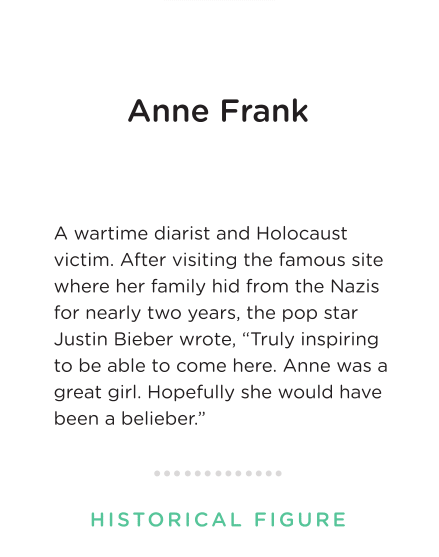 Anne Frank
A wartime diarist and Holocaust
victim. After visiting the famous site
where her family hid from the Nazis
for nearly two years, the pop star
Justin Bieber wrote, “Truly inspiring
to be able to come here. Anne was a
great girl. Hopefully she would have
been a belieber.”
HISTORICAL FIGURE